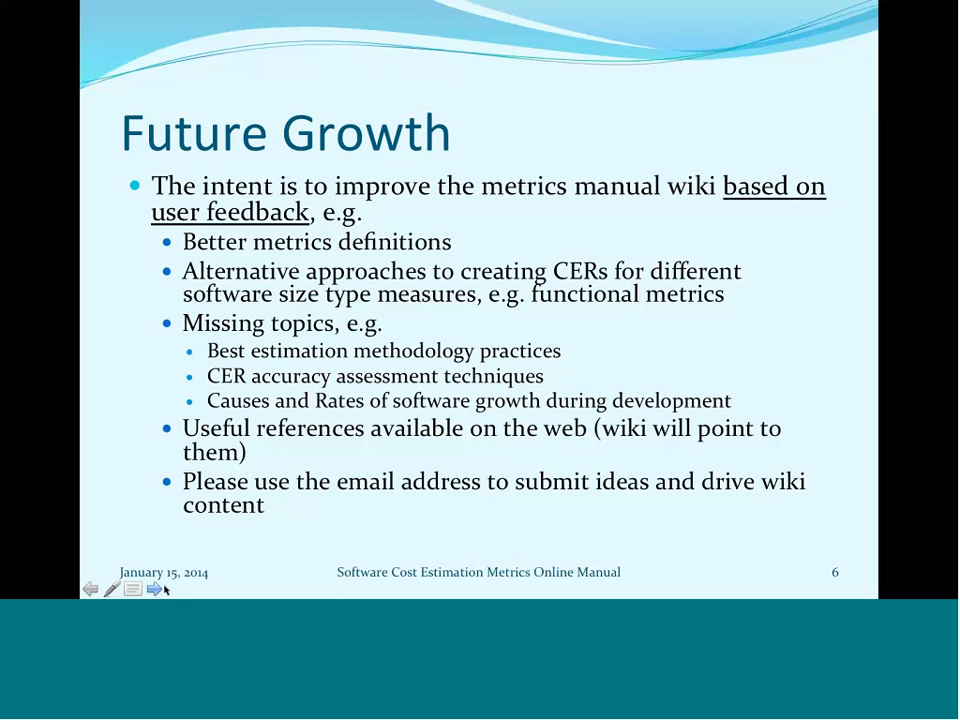 Future Growth
The intent is to improve the metrics manual wiki based on
user feedback, e.g.
Better metrics definitions
Alternative approaches to creating CERs for different
software size type measures, e.g. functional metrics
Missing topics, e.g.
Best estimation methodology practices
CER accuracy assessment techniques
Causes and Rates of software growth during development
Useful references available on the web (wiki will point to
them)
Please use the email address to submit ideas and drive wiki
content
January 15, 2014
Software Cost Estimation Metrics Online Manual
6